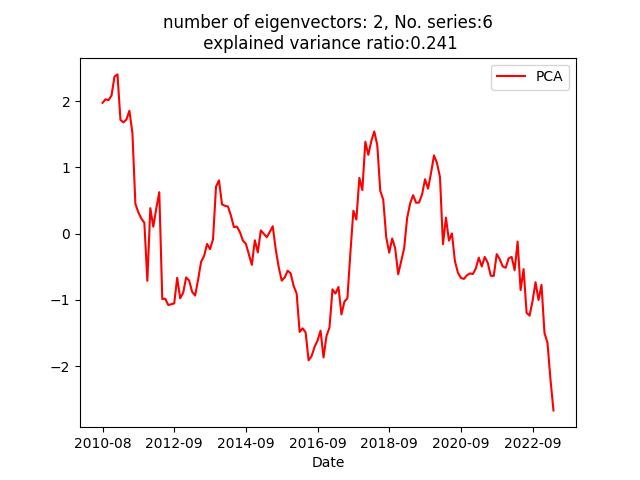 number of eigenvectors: 2, No. series:6
explained variance ratio:0.241
PCA
2
1
0
−1
−2
2010-08 2012-09 2014-09 2016-09 2018-09 2020-09 2022-09
Date